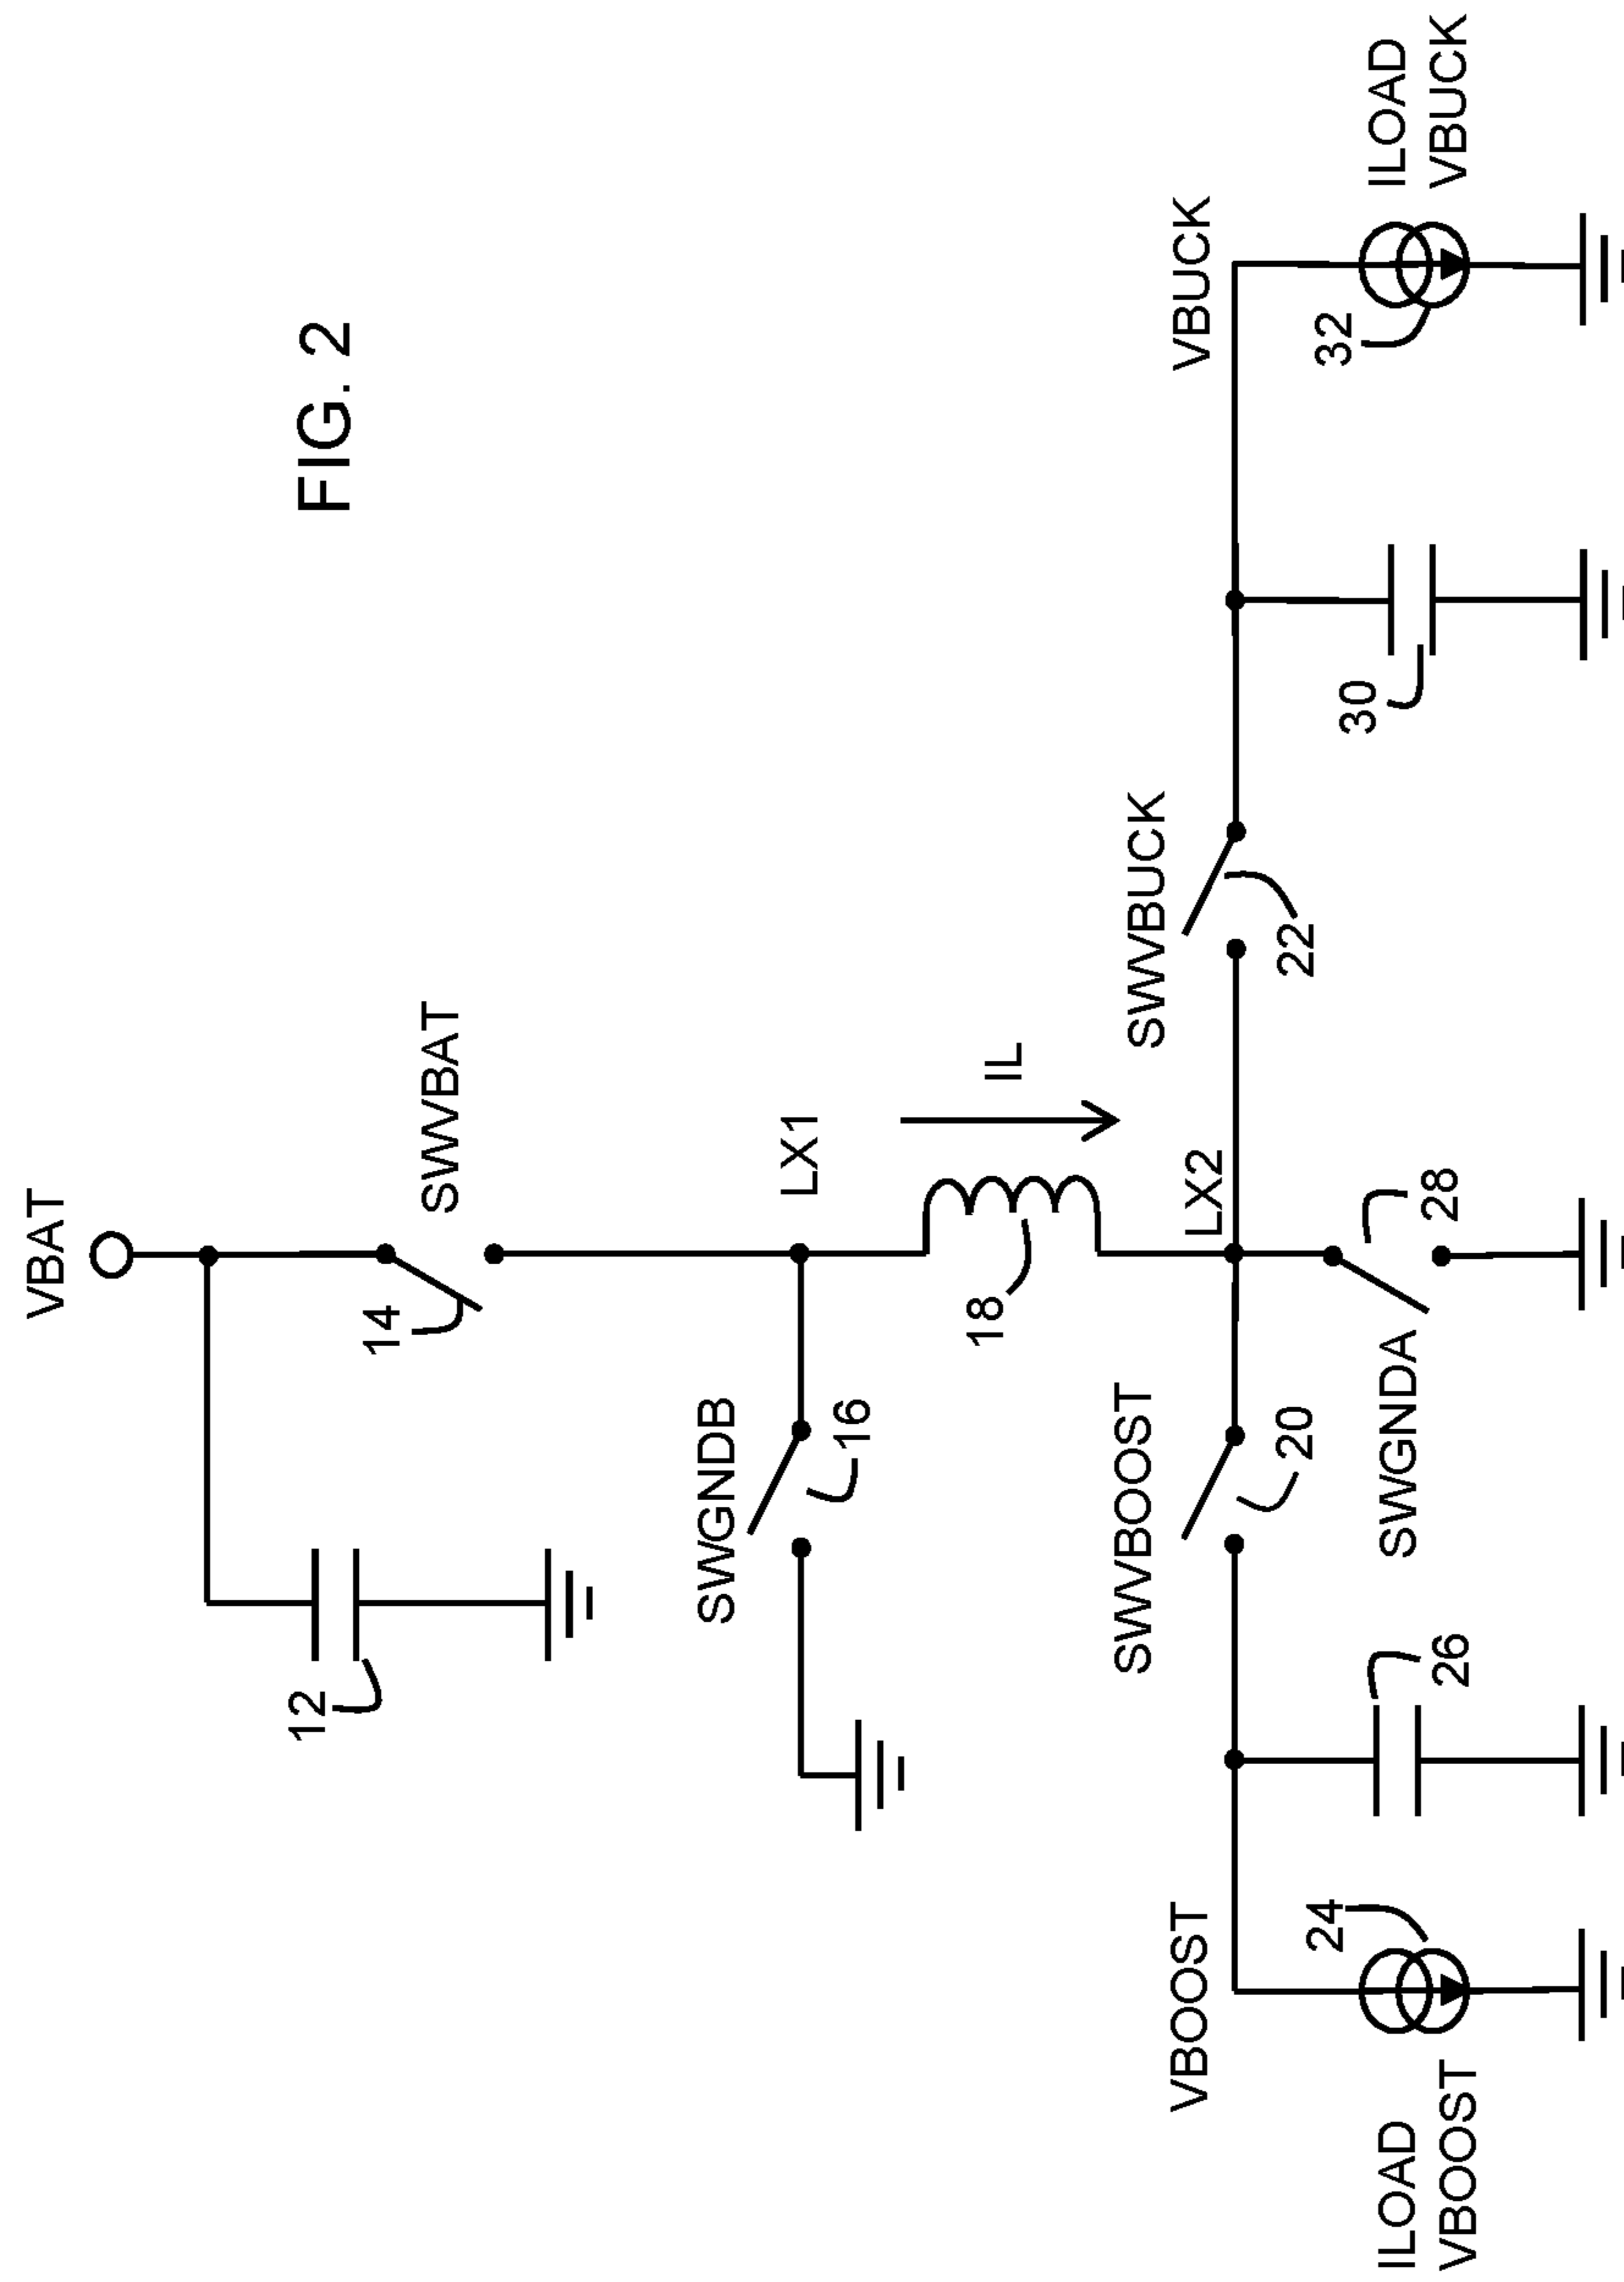 FIG. 2
VBAT
SWVBAT
14
12
SWGNDB
16
LX1
IL
18
LX2
SWVBOOST
20
SWVBUCK
22
SWGNDA
28
VBOOST
24
26
ILOAD
VBOOST
VBUCK
30
32
ILOAD
VBUCK